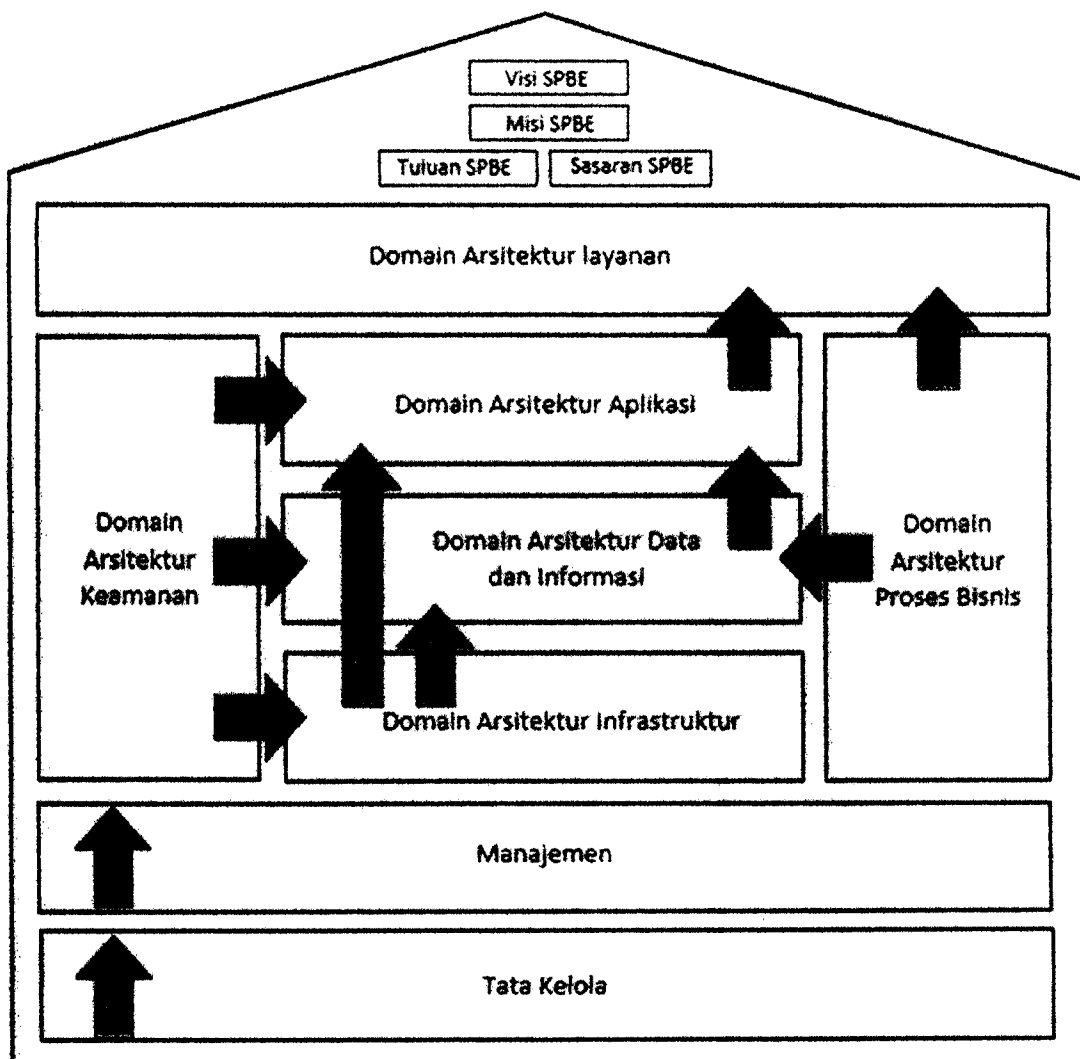 Visi SPBE
Misi SPBE
Tuluan SPBE
Sasaran SPBE
Domain Arsitektur layanan
Domain Arsitektur Aplikasi
Domain
Arsitektur
Keamanan
Domain Arsitektur Data
dan Informasi
Domain
Arsitektur
Proses Bisnis
Domain Arsitektur Infrastruktur
Manajemen
Tata Kelola